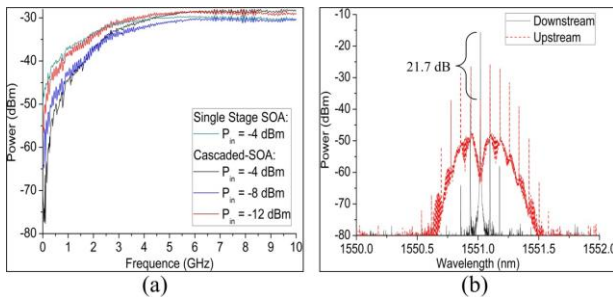 (a)
-30
-40
-50
-60
-70
-80
Power (dBm)
Single Stage SOA:
P_in = -4 dBm
Cascaded-SOA:
P_in = -4 dBm
P_in = -8 dBm
P_in = -12 dBm
0 1 2 3 4 5 6 7 8 9 10
Frequence (GHz)
(b)
-10
-20
-30
-40
-50
-60
-70
-80
Power (dBm)
Downstream
Upstream
21.7 dB
1550.0 1550.5 1551.0 1551.5 1552.0
Wavelength (nm)
(a)
(b)